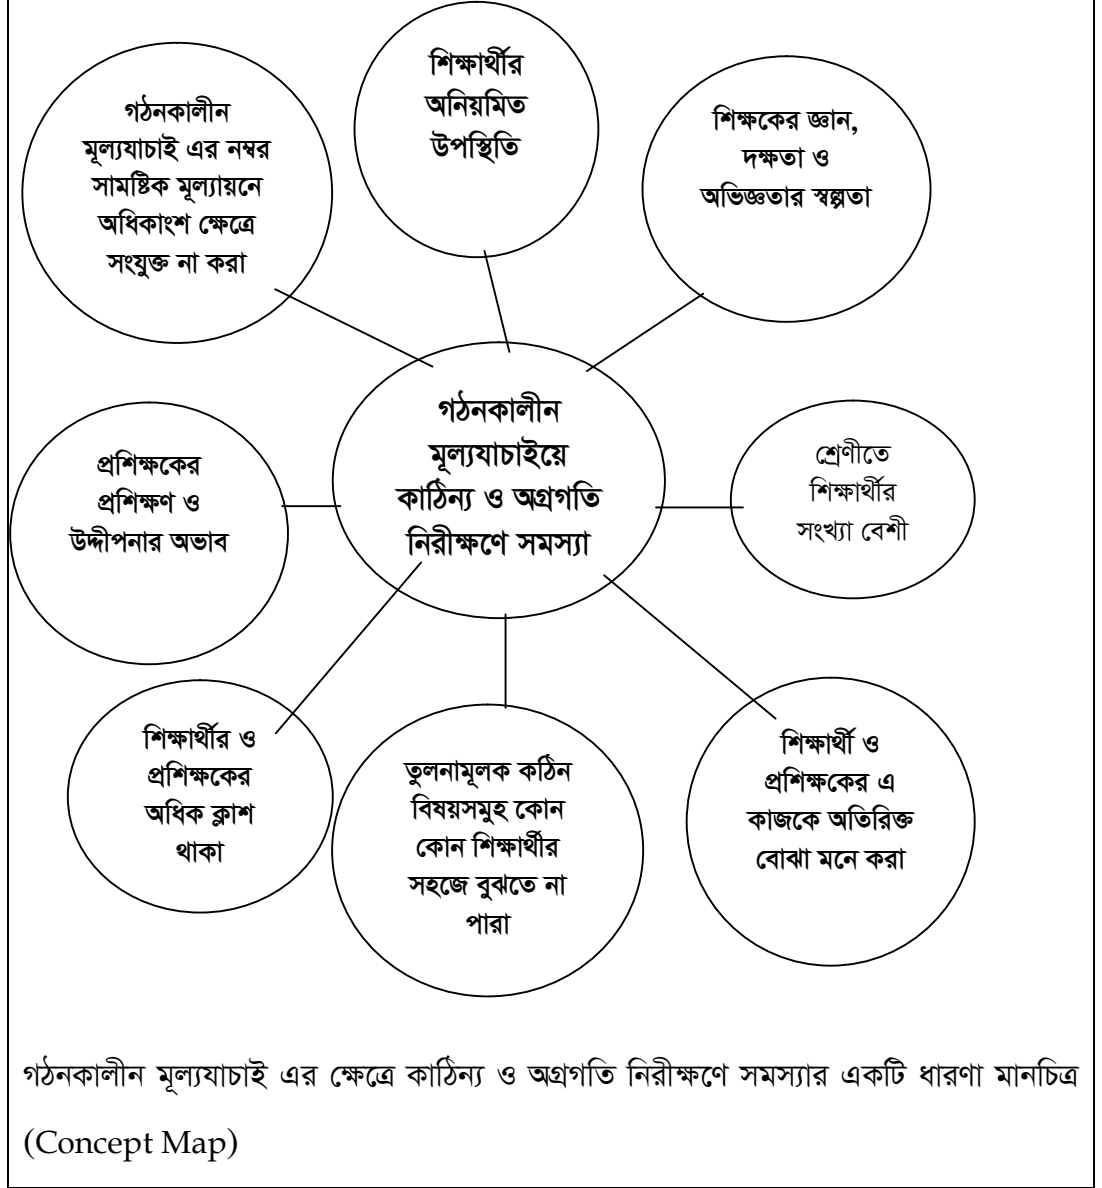 গঠনকালীন
মূল্যযাচাই এর নম্বর
সামষ্টিক মূল্যায়নে
অধিকাংশ ক্ষেত্রে
সংযুক্ত না করা
শিক্ষার্থীর
অনিয়মিত
উপস্থিতি
শিক্ষকের জ্ঞান,
দক্ষতা ও
অভিজ্ঞতার স্বল্পতা
প্রশিক্ষকের
প্রশিক্ষণ ও
উদ্দীপনার অভাব
গঠনকালীন
মূল্যযাচাইয়ে
কাঠিন্য ও অগ্রগতি
নিরীক্ষণে সমস্যা
শ্রেণীতে
শিক্ষার্থীর
সংখ্যা বেশী
শিক্ষার্থীর ও
প্রশিক্ষকের
অধিক ক্লাশ
থাকা
তুলনামূলক কঠিন
বিষয়সমুহ কোন
কোন শিক্ষার্থীর
সহজে বুঝতে না
পারা
শিক্ষার্থী ও
প্রশিক্ষকের এ
কাজকে অতিরিক্ত
বোঝা মনে করা
গঠনকালীন মূল্যযাচাই এর ক্ষেত্রে কাঠিন্য ও অগ্রগতি নিরীক্ষণে সমস্যার একটি ধারণা মানচিত্র
(Concept Map)